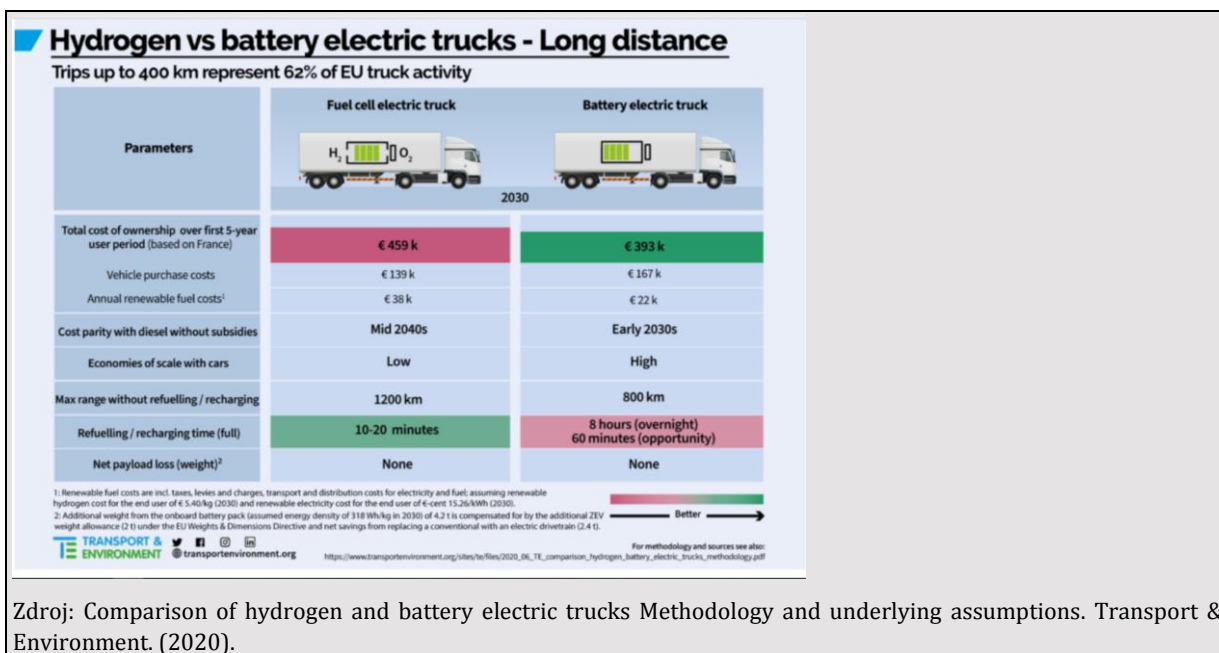 Hydrogen vs battery electric trucks - Long distance
Trips up to 400 km represent 62% of EU truck activity
Parameters
Fuel cell electric truck
Battery electric truck
H2 O2
2030
Total cost of ownership over first 5-year
user period (based on France)
€ 459 k
€ 393 k
Vehicle purchase costs
€ 139 k
€ 167 k
Annual renewable fuel costs1
€ 38 k
€ 22 k
Cost parity with diesel without subsidies
Mid 2040s
Early 2030s
Economies of scale with cars
Low
High
Max range without refuelling / recharging
1200 km
800 km
Refuelling / recharging time (full)
10-20 minutes
8 hours (overnight)
60 minutes (opportunity)
Net payload loss (weight)2
None
None
1: Renewable fuel costs are incl. taxes, levies and charges, transport and distribution costs for electricity and fuel; assuming renewable
hydrogen cost for the end user of € 5.40/kg (2030) and renewable electricity cost for the end user of €-cent 15.26/kWh (2030).
2: Additional weight from the onboard battery pack (assumed energy density of 318 Wh/kg in 2030) of 4.2 t is compensated for by the additional ZEV
weight allowance (2 t) under the EU Weights & Dimensions Directive and net savings from replacing a conventional with an electric drivetrain (2.4 t).
Better
TRANSPORT &
ENVIRONMENT
transportenvironment.org
For methodology and sources see also:
https://www.transportenvironment.org/sites/te/files/2020_06_TE_comparison_hydrogen_battery_electric_trucks_methodology.pdf
Zdroj: Comparison of hydrogen and battery electric trucks Methodology and underlying assumptions. Transport &
Environment. (2020).